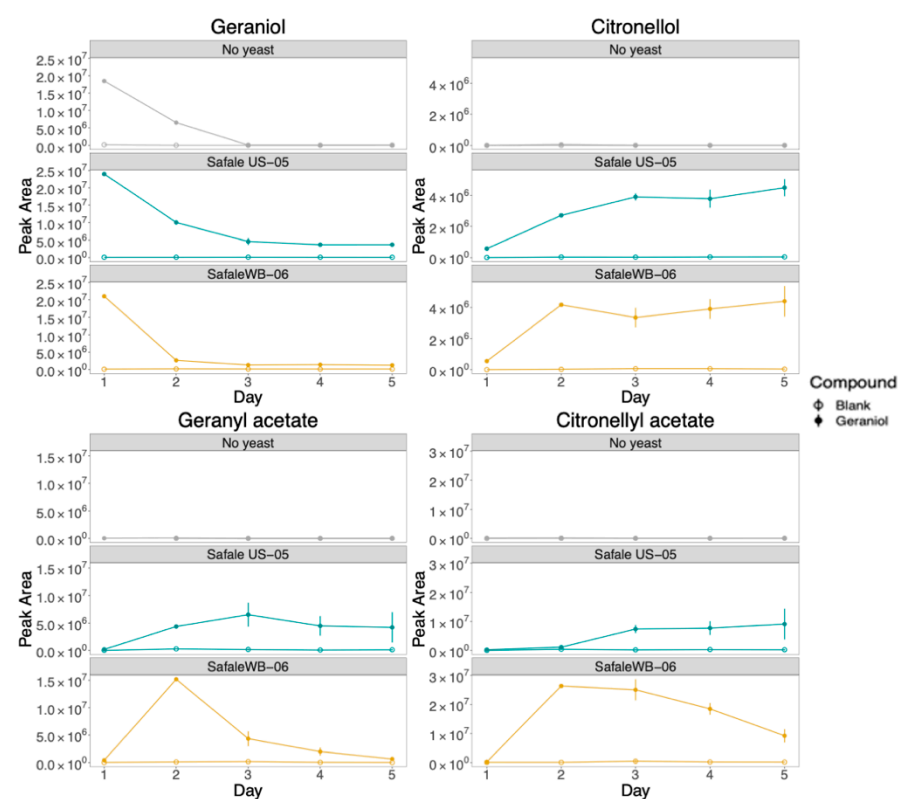 Geraniol
No yeast
2.5 × 10⁷
2.0 × 10⁷
1.5 × 10⁷
1.0 × 10⁷
5.0 × 10⁶
0.0 × 10⁰
Safale US−05
2.5 × 10⁷
2.0 × 10⁷
1.5 × 10⁷
1.0 × 10⁷
5.0 × 10⁶
0.0 × 10⁰
Peak Area
SafaleWB−06
2.5 × 10⁷
2.0 × 10⁷
1.5 × 10⁷
1.0 × 10⁷
5.0 × 10⁶
0.0 × 10⁰
1 2 3 4 5
Day
Citronellol
No yeast
4 × 10⁶
2 × 10⁶
0 × 10⁰
Safale US−05
4 × 10⁶
2 × 10⁶
0 × 10⁰
Peak Area
SafaleWB−06
4 × 10⁶
2 × 10⁶
0 × 10⁰
1 2 3 4 5
Day
Compound
Blank
Geraniol
Geranyl acetate
No yeast
1.5 × 10⁷
1.0 × 10⁷
5.0 × 10⁶
0.0 × 10⁰
Safale US−05
1.5 × 10⁷
1.0 × 10⁷
5.0 × 10⁶
0.0 × 10⁰
Peak Area
SafaleWB−06
1.5 × 10⁷
1.0 × 10⁷
5.0 × 10⁶
0.0 × 10⁰
1 2 3 4 5
Day
Citronellyl acetate
No yeast
3 × 10⁷
2 × 10⁷
1 × 10⁷
0 × 10⁰
Safale US−05
3 × 10⁷
2 × 10⁷
1 × 10⁷
0 × 10⁰
Peak Area
SafaleWB−06
3 × 10⁷
2 × 10⁷
1 × 10⁷
0 × 10⁰
1 2 3 4 5
Day